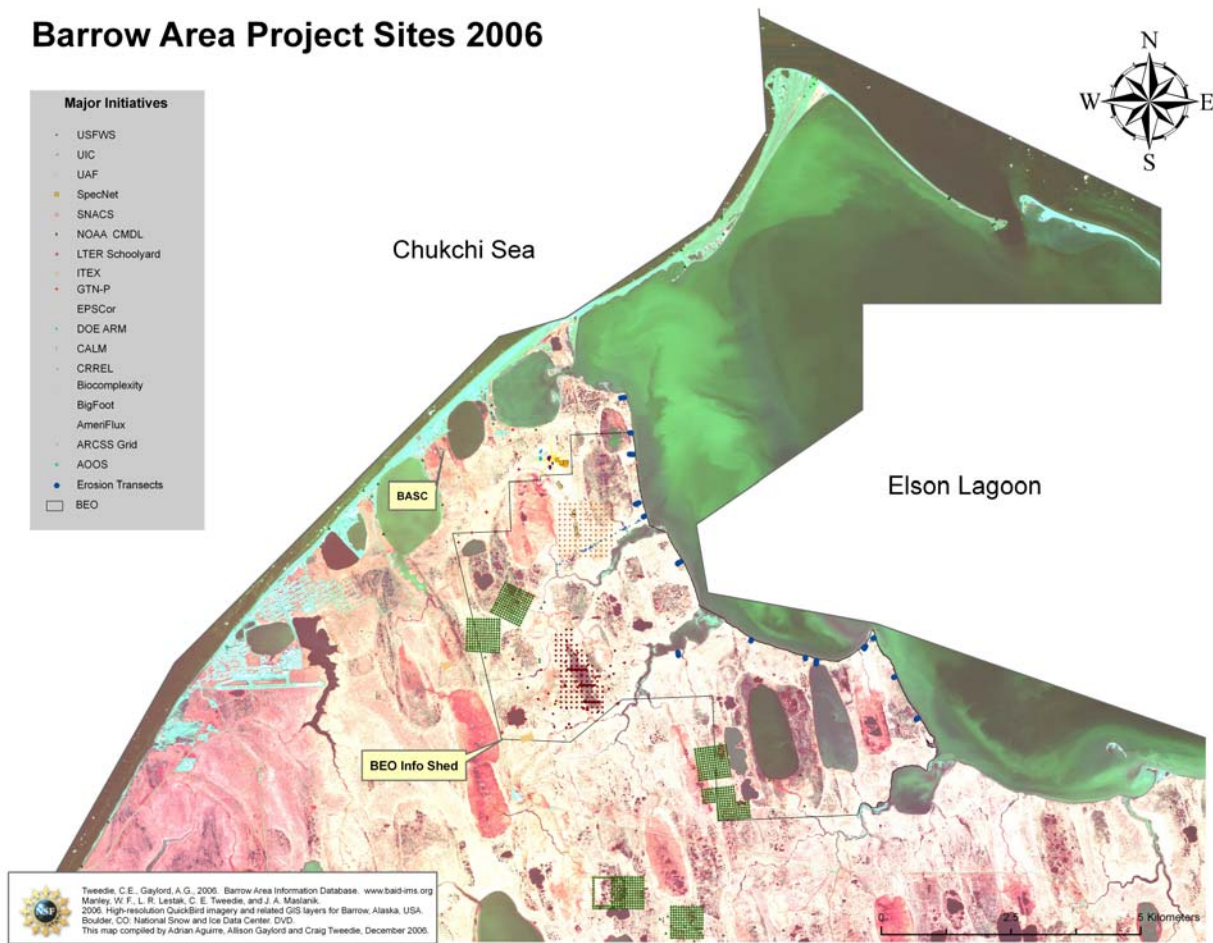 Barrow Area Project Sites 2006
N
W
E
S
Major Initiatives
USFWS
UIC
UAF
SpecNet
SNACS
NOAA CMDL
LTER Schoolyard
ITEX
GTN-P
EPSCor
DOE ARM
CALM
CRREL
Biocomplexity
BigFoot
AmeriFlux
ARCSS Grid
AOOS
Erosion Transects
BEO
Chukchi Sea
Elson Lagoon
BASC
BEO Info Shed
NSF
Tweedie, C.E., Gaylord, A.G., 2006. Barrow Area Information Database. www.baid-ims.org
Manley, W. F., L. R. Lestak, C. E. Tweedie, and J. A. Maslanik.
2006. High-resolution QuickBird imagery and related GIS layers for Barrow, Alaska, USA.
Boulder, CO: National Snow and Ice Data Center. DVD.
This map compiled by Adrian Aguirre, Allison Gaylord and Craig Tweedie, December 2006.
0 2.5 5 Kilometers